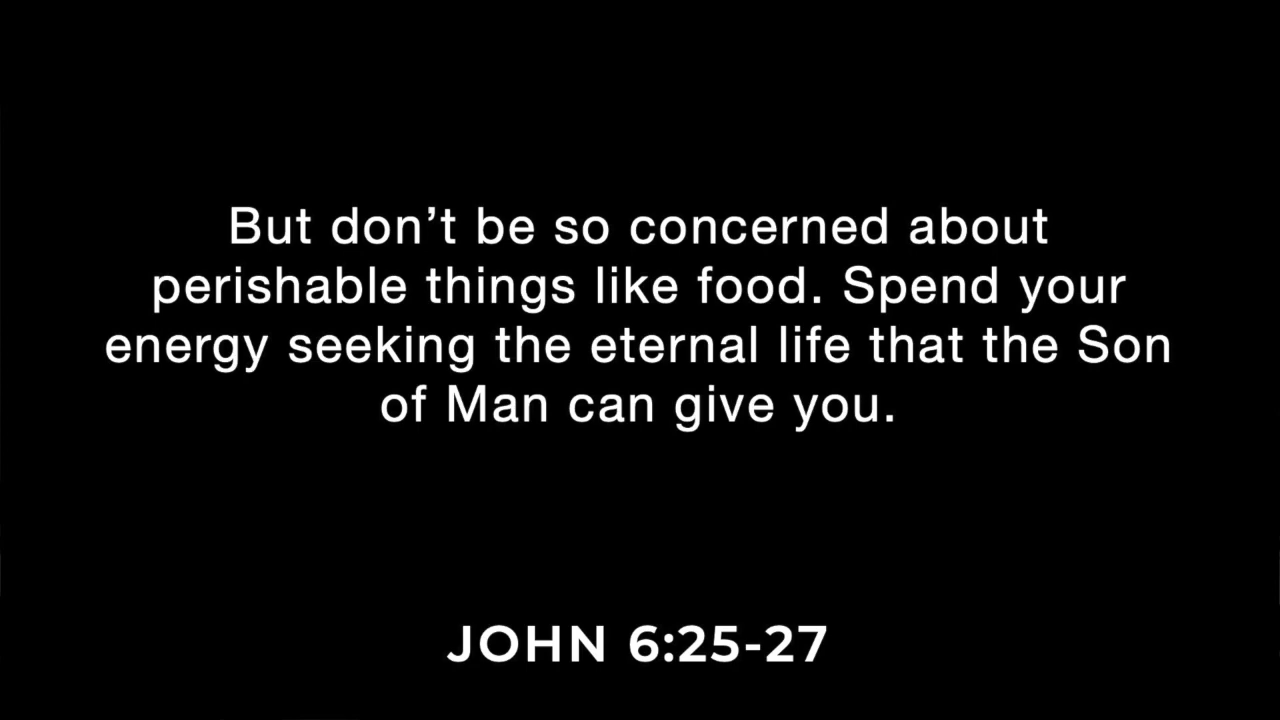 But don’t be so concerned about
perishable things like food. Spend your
energy seeking the eternal life that the Son
of Man can give you.
JOHN 6:25-27